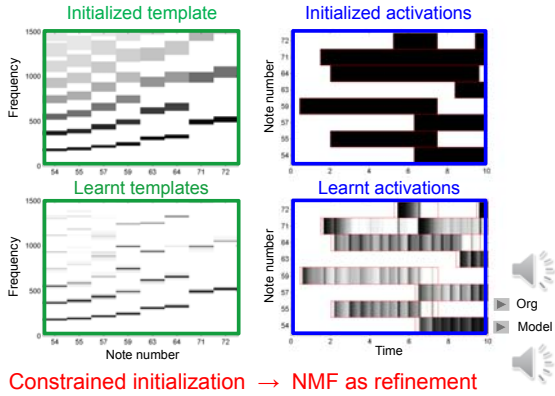 Initialized template
Initialized activations
Frequency
1500
1000
500
0
54 55 57 59 63 64 71 72
Note number
72
71
64
63
59
57
55
54
0 2 4 6 8 10
Learnt templates
Learnt activations
Frequency
1500
1000
500
0
54 55 57 59 63 64 71 72
Note number
Note number
72
71
64
63
59
57
55
54
0 2 4 6 8 10
Time
Org
Model
Constrained initialization → NMF as refinement